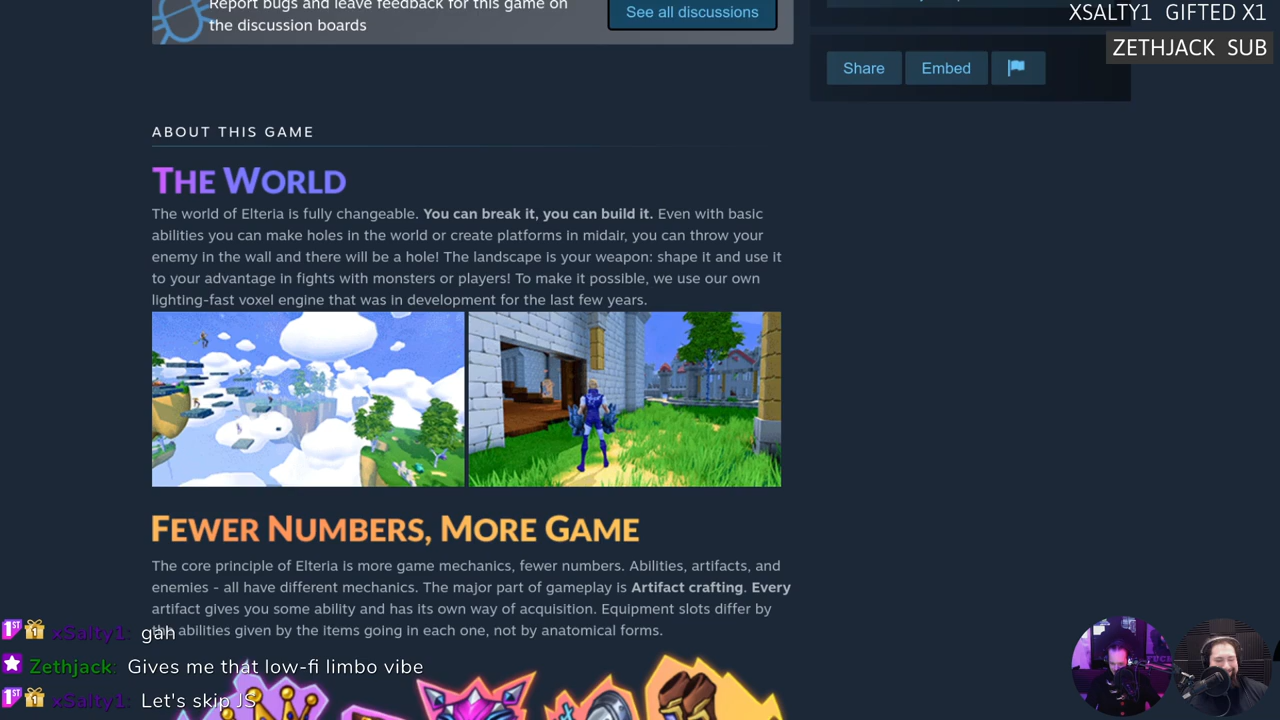 Report bugs and leave feedback for this game on
the discussion boards
See all discussions
XSALTY1 GIFTED X1
ZETHJACK SUB
Share
Embed
ABOUT THIS GAME
THE WORLD
The world of Elteria is fully changeable. You can break it, you can build it. Even with basic
abilities you can make holes in the world or create platforms in midair, you can throw your
enemy in the wall and there will be a hole! The landscape is your weapon: shape it and use it
to your advantage in fights with monsters or players! To make it possible, we use our own
lighting-fast voxel engine that was in development for the last few years.
FEWER NUMBERS, MORE GAME
The core principle of Elteria is more game mechanics, fewer numbers. Abilities, artifacts, and
enemies - all have different mechanics. The major part of gameplay is Artifact crafting. Every
artifact gives you some ability and has its own way of acquisition. Equipment slots differ by
the abilities given by the items going in each one, not by anatomical forms.
1ST 1 xSalty1: gah
Zethjack: Gives me that low-fi limbo vibe
1ST 1 xSalty1: Let's skip JS